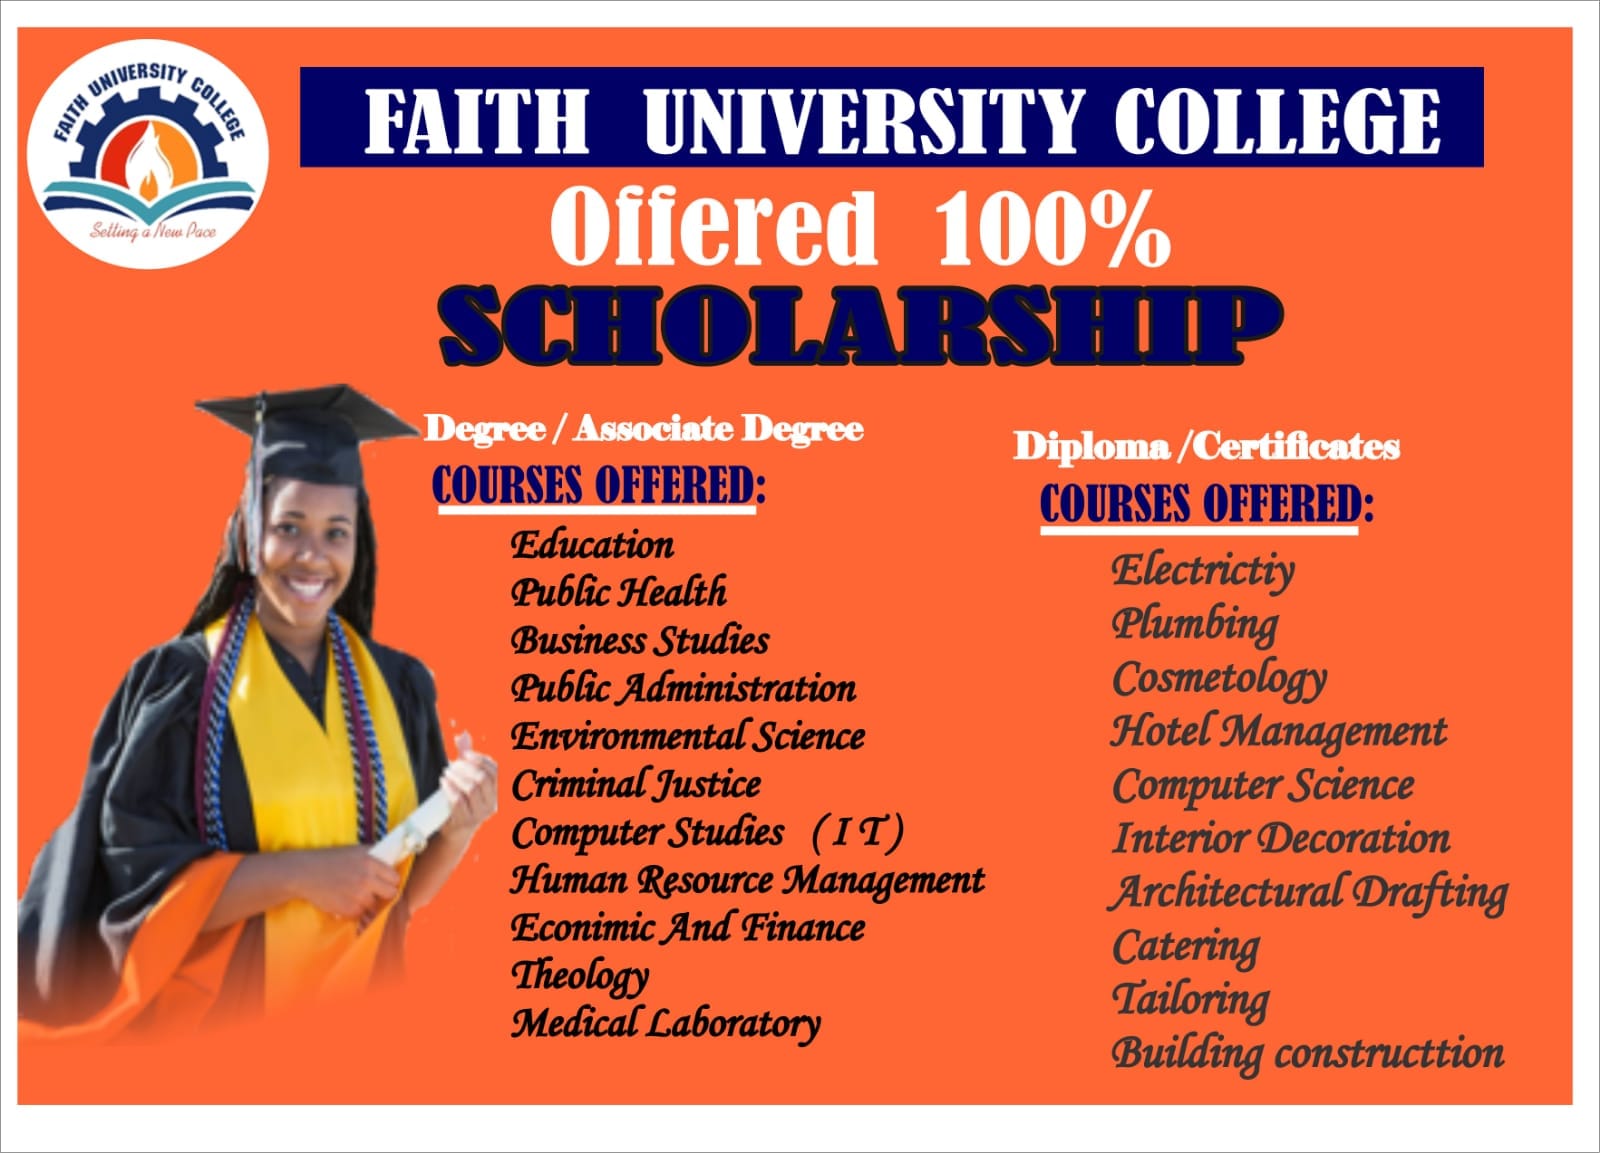 FAITH UNIVERSITY COLLEGE
Setting a New Pace
FAITH UNIVERSITY COLLEGE
Offered 100%
SCHOLARSHIP
Degree / Associate Degree
COURSES OFFERED:
Education
Public Health
Business Studies
Public Administration
Environmental Science
Criminal Justice
Computer Studies ( I T )
Human Resource Management
Econimic And Finance
Theology
Medical Laboratory
Diploma /Certificates
COURSES OFFERED:
Electrictiy
Plumbing
Cosmetology
Hotel Management
Computer Science
Interior Decoration
Architectural Drafting
Catering
Tailoring
Building constructtion